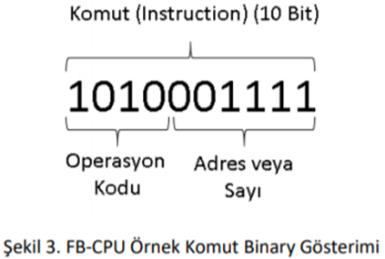 Komut (Instruction) (10 Bit)
1010001111
Operasyon Adres veya
Kodu Sayı
Şekil 3. FB-CPU Örnek Komut Binary Gösterimi